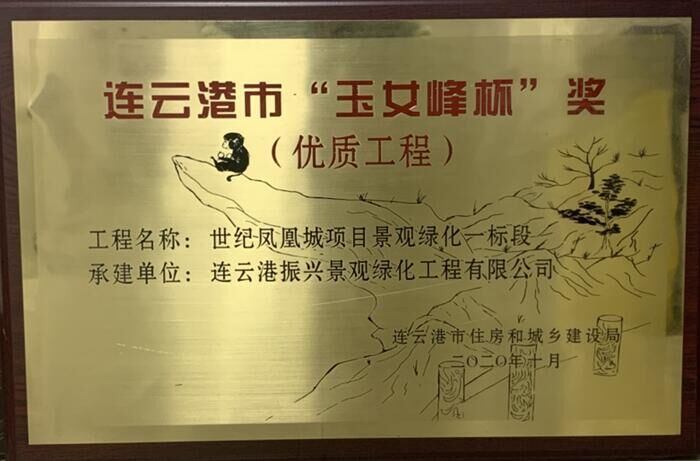 连云港市“玉女峰杯”奖
（优质工程）
工程名称：世纪凤凰城项目景观绿化一标段
承建单位：连云港振兴景观绿化工程有限公司
连云港市住房和城乡建设局
二〇二〇年十月